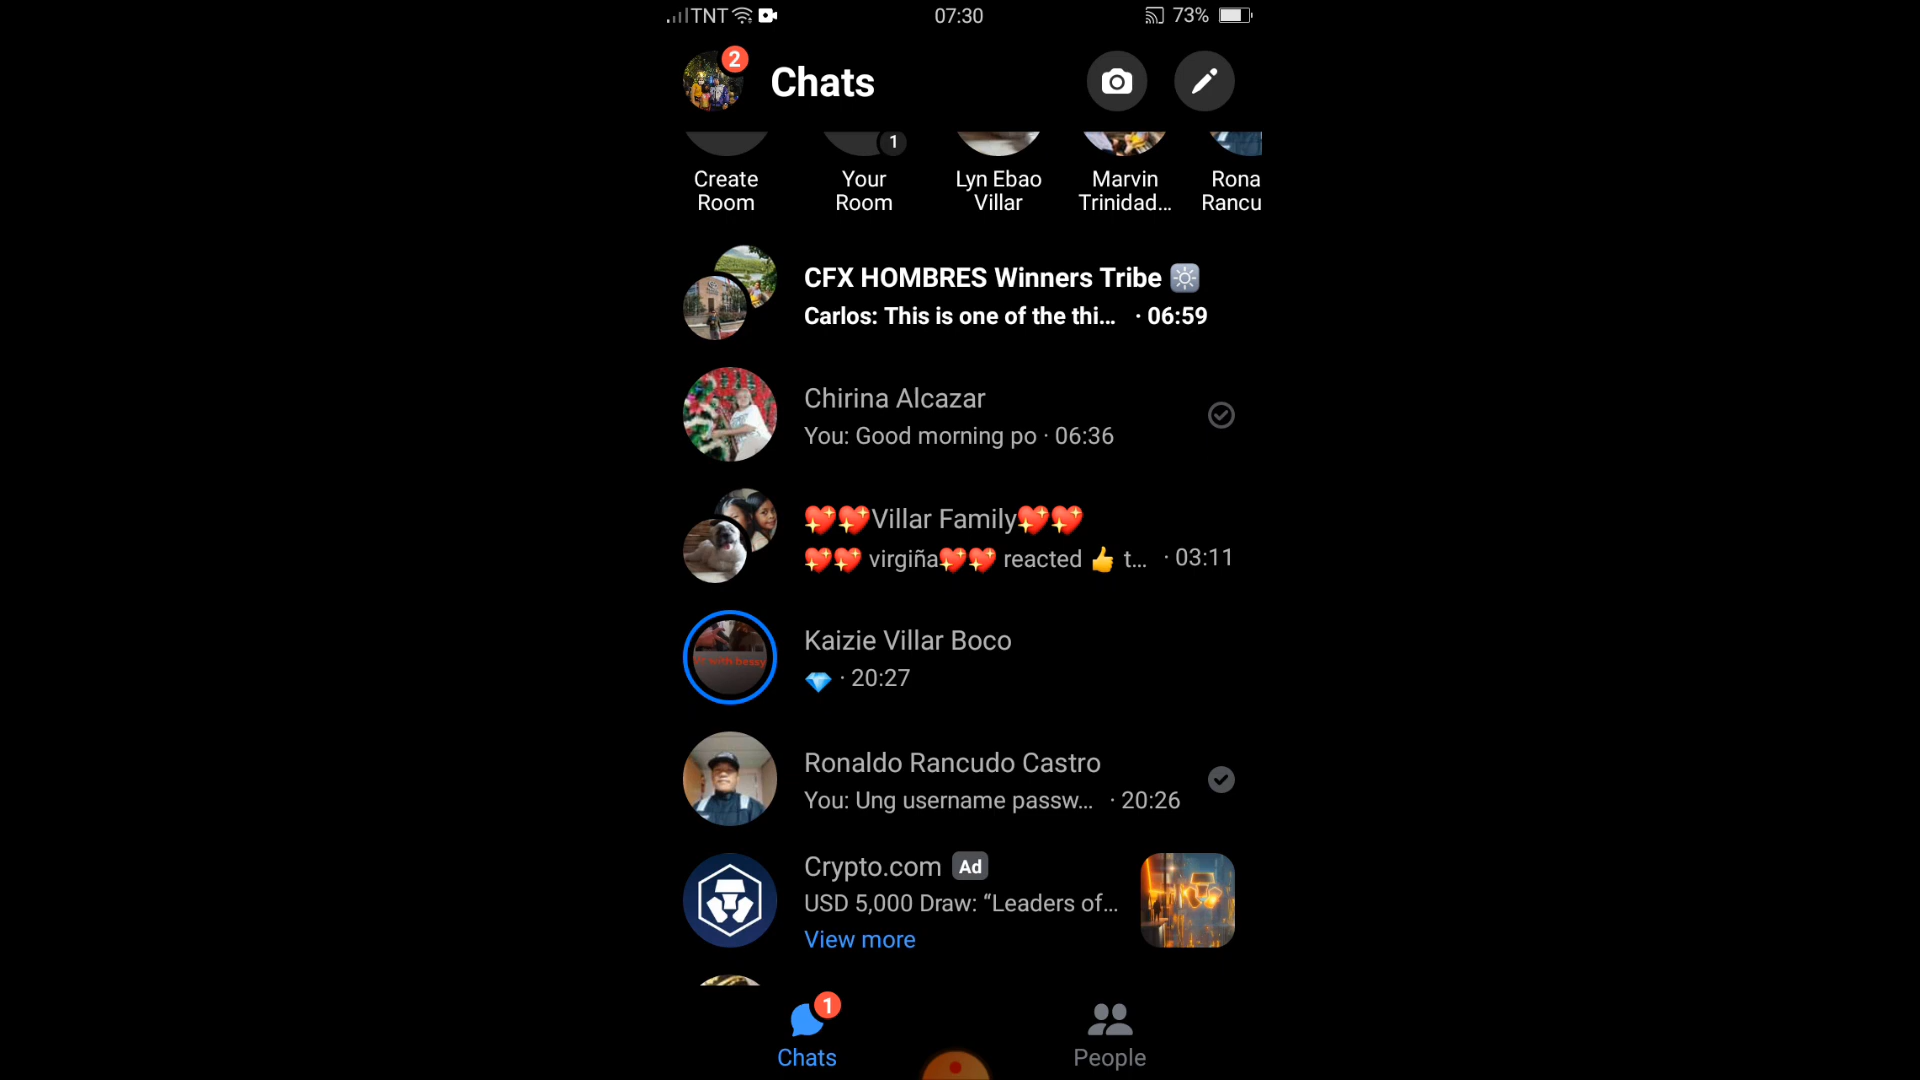 TNT 07:30 73%
2 Chats
1
Create Room
Your Room
Lyn Ebao Villar
Marvin Trinidad...
Rona Rancu
CFX HOMBRES Winners Tribe 🔅
Carlos: This is one of the thi... · 06:59
Chirina Alcazar
You: Good morning po · 06:36
💖💖Villar Family💖💖
💖💖 virgiña💖💖 reacted 👍 t... · 03:11
Kaizie Villar Boco
with bessy
💎 · 20:27
Ronaldo Rancudo Castro
You: Ung username passw... · 20:26
Crypto.com Ad
USD 5,000 Draw: “Leaders of...
View more
1
Chats
People